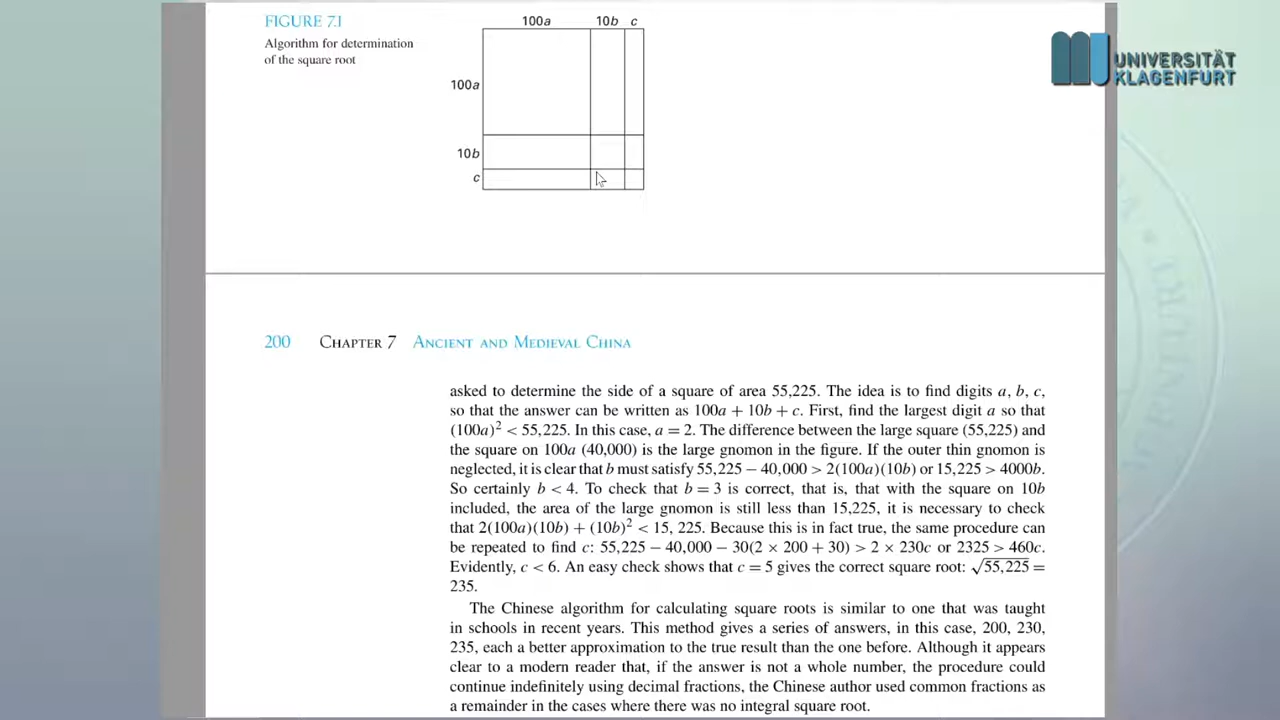 FIGURE 7.1
Algorithm for determination
of the square root
100a 10b c
100a
10b
c
UNIVERSITÄT
KLAGENFURT
200 CHAPTER 7 ANCIENT AND MEDIEVAL CHINA
asked to determine the side of a square of area 55,225. The idea is to find digits a, b, c,
so that the answer can be written as 100a + 10b + c. First, find the largest digit a so that
(100a)² < 55,225. In this case, a = 2. The difference between the large square (55,225) and
the square on 100a (40,000) is the large gnomon in the figure. If the outer thin gnomon is
neglected, it is clear that b must satisfy 55,225 − 40,000 > 2(100a)(10b) or 15,225 > 4000b.
So certainly b < 4. To check that b = 3 is correct, that is, that with the square on 10b
included, the area of the large gnomon is still less than 15,225, it is necessary to check
that 2(100a)(10b) + (10b)² < 15, 225. Because this is in fact true, the same procedure can
be repeated to find c: 55,225 − 40,000 − 30(2 × 200 + 30) > 2 × 230c or 2325 > 460c.
Evidently, c < 6. An easy check shows that c = 5 gives the correct square root: √55,225 =
235.
The Chinese algorithm for calculating square roots is similar to one that was taught
in schools in recent years. This method gives a series of answers, in this case, 200, 230,
235, each a better approximation to the true result than the one before. Although it appears
clear to a modern reader that, if the answer is not a whole number, the procedure could
continue indefinitely using decimal fractions, the Chinese author used common fractions as
a remainder in the cases where there was no integral square root.